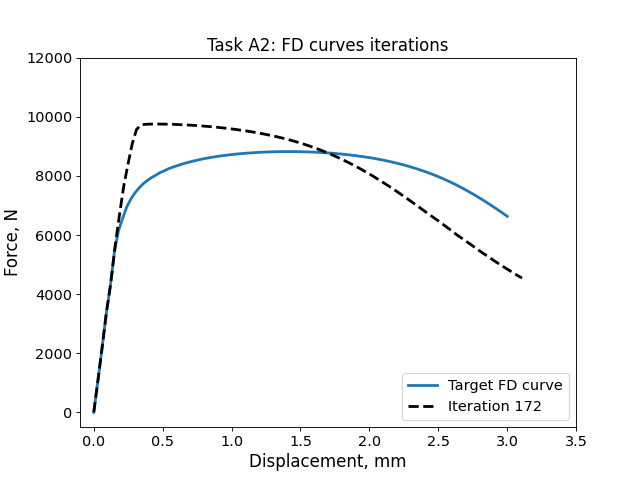 Task A2: FD curves iterations
12000
10000
8000
6000
4000
2000
0
Force, N
0.0 0.5 1.0 1.5 2.0 2.5 3.0 3.5
Displacement, mm
Target FD curve
Iteration 172